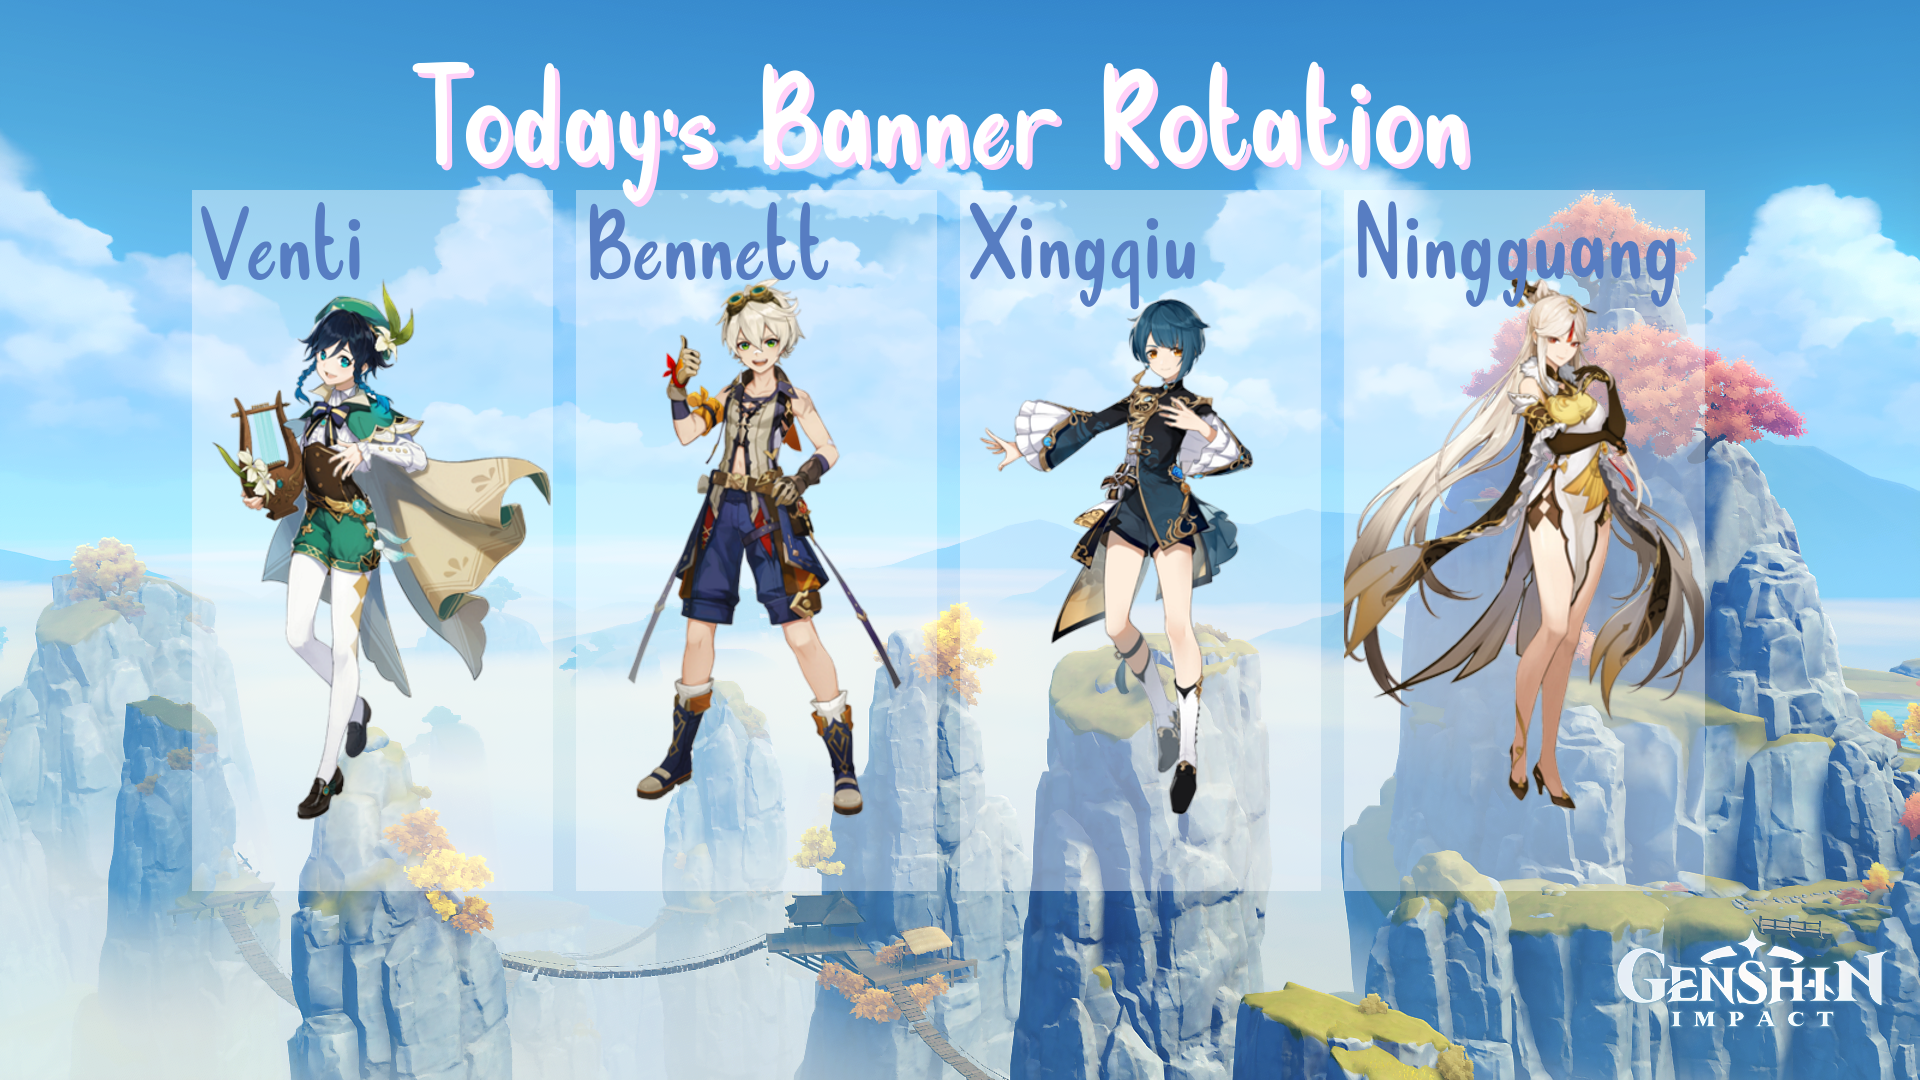 Today's Banner Rotation
Venti
Bennett
Xingqiu
Ningguang
GENSHIN
IMPACT